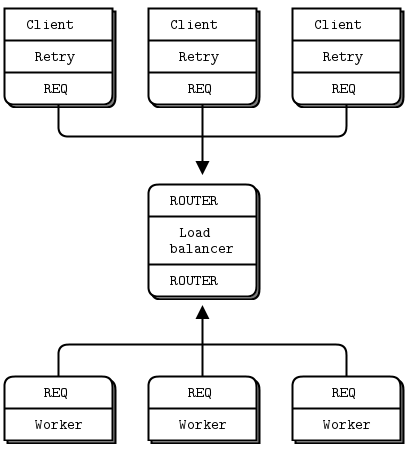 Client Client Client
Retry Retry Retry
REQ REQ REQ
ROUTER
Load
balancer
ROUTER
REQ REQ REQ
Worker Worker Worker